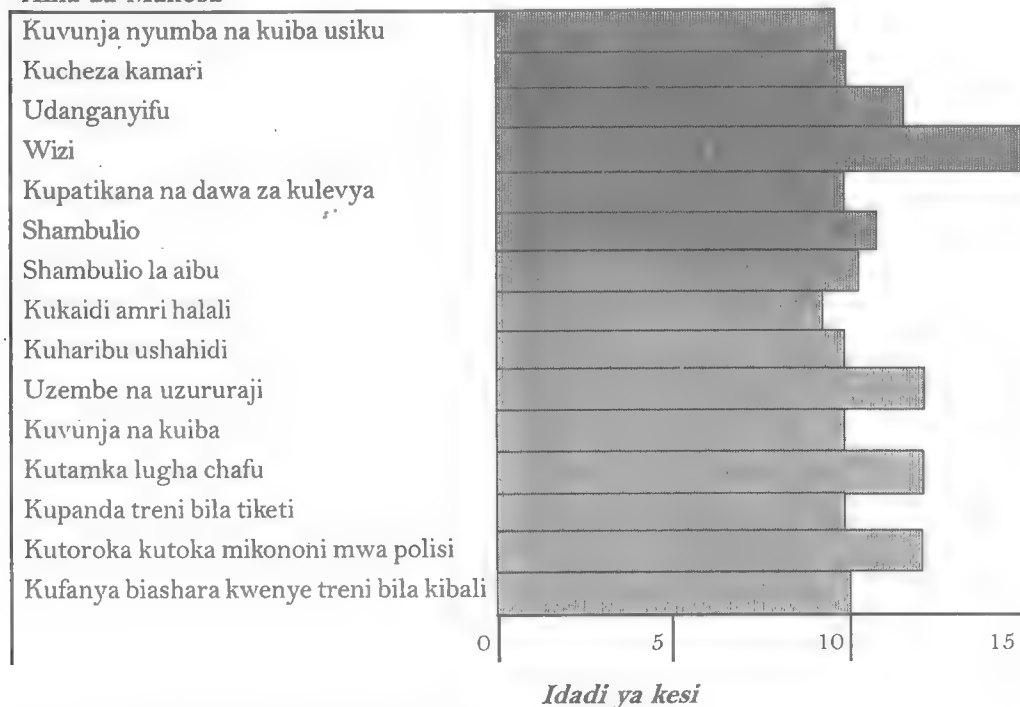 Kuvunja nyumba na kuiba usiku
Kucheza kamari
Udanganyifu
Wizi
Kupatikana na dawa za kulevya
Shambulio
Shambulio la aibu
Kukaidi amri halali
Kuharibu ushahidi
Uzembe na uzururaji
Kuvunja na kuiba
Kutamka lugha chafu
Kupanda treni bila tiketi
Kutoroka kutoka mikononi mwa polisi
Kufanya biashara kwenye treni bila kibali
0 5 10 15
Idadi ya kesi